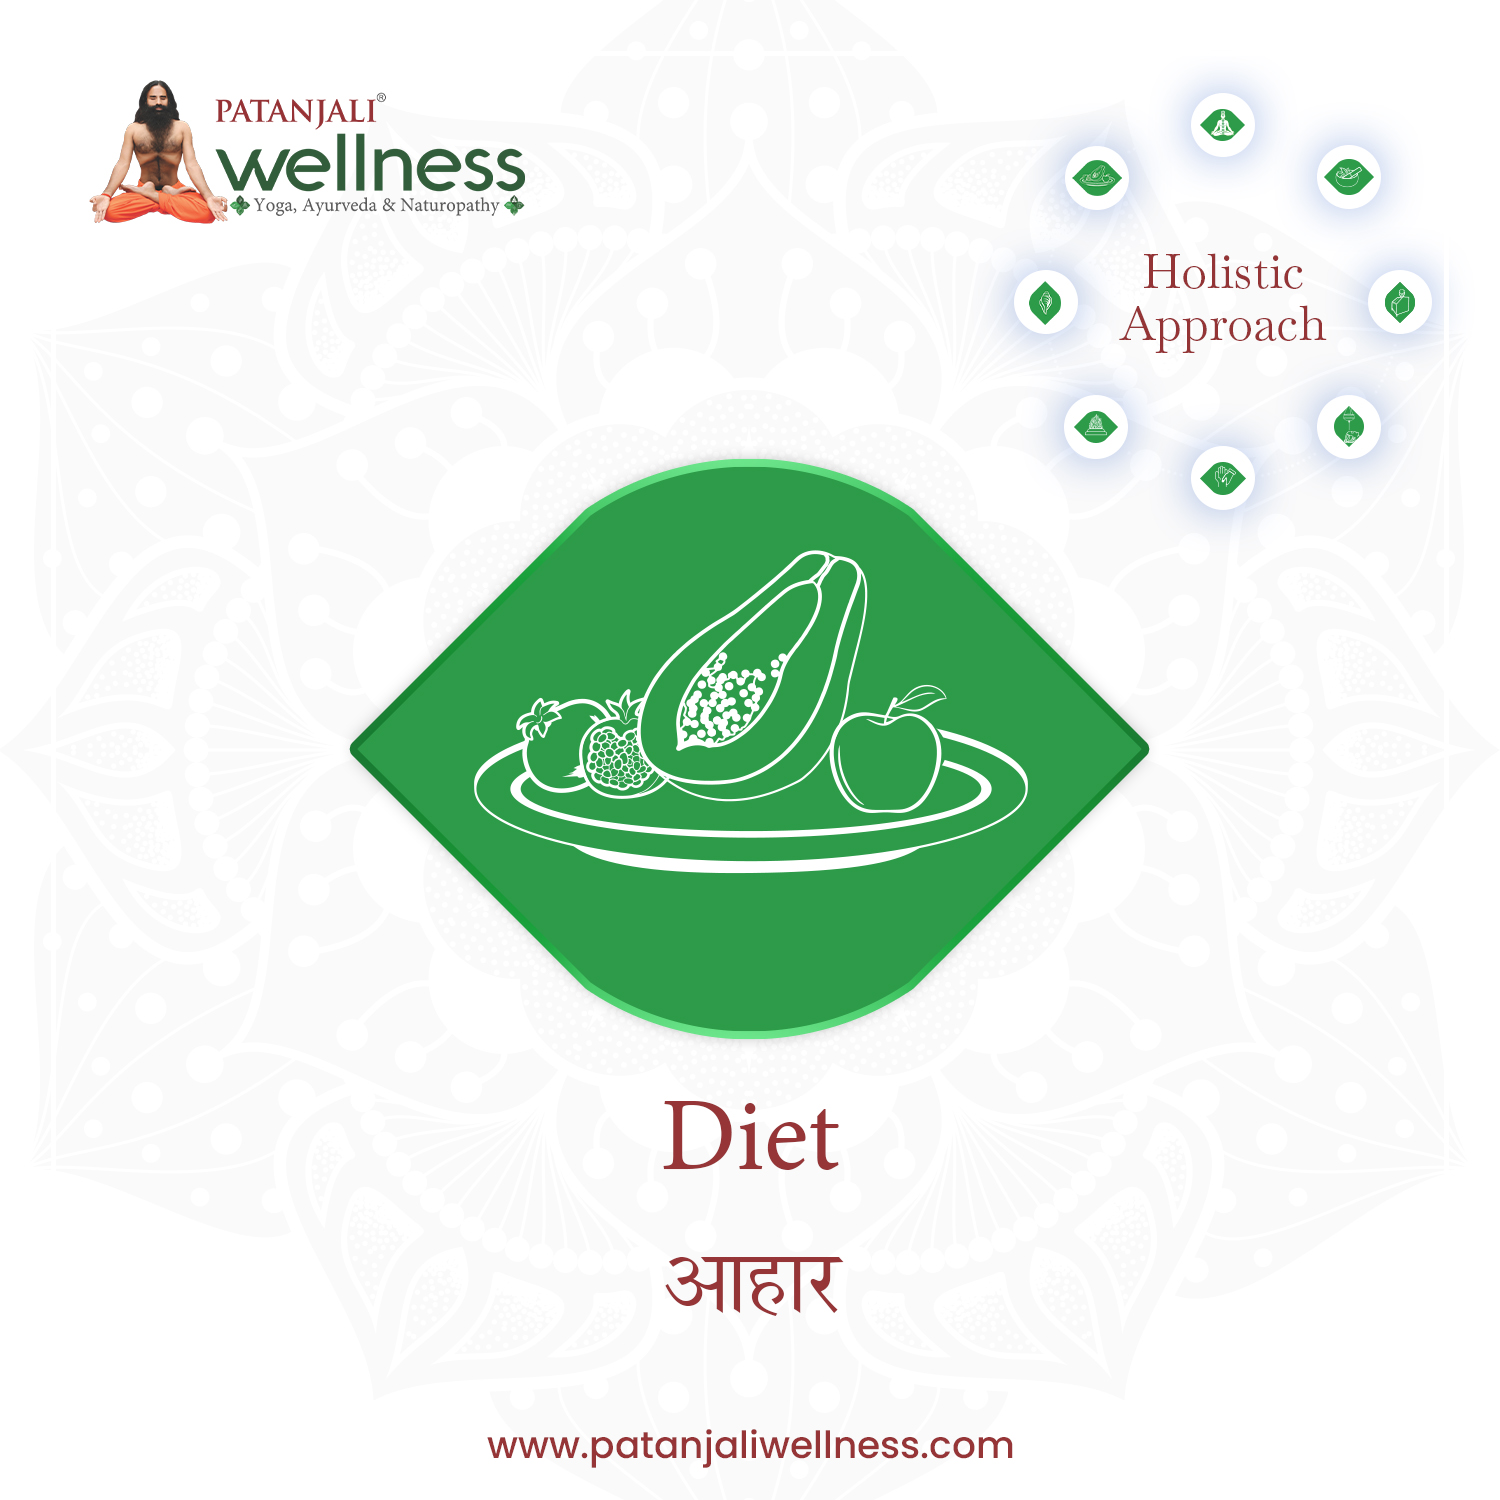 PATANJALI®
wellness
Yoga, Ayurveda & Naturopathy
Holistic
Approach
Diet
आहार
www.patanjaliwellness.com